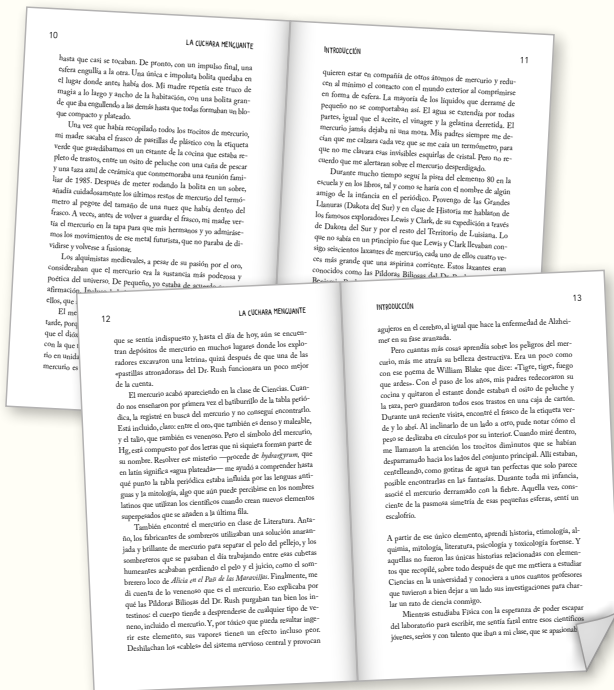 10
LA CUCHARA MENGUANTE
hasta que casi se tocaban. De pronto, con un impulso final, una
esfera engullía a la otra. Una única e impoluta bolita quedaba en
el lugar donde antes había dos. Mi madre repetía este truco de
magia a lo largo y ancho de la habitación, con una bolita gran-
de que iba engullendo a las demás hasta que todas formaban un blo-
que compacto y plateado.
Una vez que había recopilado todos los trocitos de mercurio,
mi madre sacaba el frasco de pastillas de plástico con la etiqueta
verde que guardábamos en un estante de la cocina que estaba re-
pleto de trastos, entre un osito de peluche con una caña de pescar
y una taza azul de cerámica que conmemoraba una reunión fami-
liar de 1985. Después de meter rodando la bolita en un sobre,
añadía cuidadosamente los últimos restos de mercurio del termó-
metro al pegote del tamaño de una nuez que había dentro del
frasco. A veces, antes de volver a guardar el frasco, mi madre ver-
tía el mercurio en la tapa para que mis hermanos y yo admiráse-
mos los movimientos de ese metal futurista, que no paraba de di-
vidirse y volverse a fusionar.
Los alquimistas medievales, a pesar de su pasión por el oro,
consideraban que el mercurio era la sustancia más poderosa y
poética del universo. De pequeño, yo estaba de acuerdo
afirmación.
ellos, que
El me
tarde, porq
que el dió
con la que
rio en unida
mercurio es
INTRODUCCIÓN
11
quieren estar en compañía de otros átomos de mercurio y redu-
cen al mínimo el contacto con el mundo exterior al comprimirse
en forma de esfera. La mayoría de los líquidos que derramé de
pequeño no se comportaban así. El agua se extendía por todas
partes, igual que el aceite, el vinagre y la gelatina derretida. El
mercurio jamás dejaba ni una mota. Mis padres siempre me de-
cían que me calzara cada vez que se me caía un termómetro, para
que no me clavara esas invisibles esquirlas de cristal. Pero no re-
cuerdo que me alertaran sobre el mercurio desperdigado.
Durante mucho tiempo seguí la pista del elemento 80 en la
escuela y en los libros, tal y como se haría con el nombre de algún
amigo de la infancia en el periódico. Provengo de las Grandes
Llanuras (Dakota del Sur) y en clase de Historia me hablaron de
los famosos exploradores Lewis y Clark, de su expedición a través
de Dakota del Sur y por el resto del Territorio de Luisiana. Lo
que no sabía en un principio fue que Lewis y Clark llevaban con-
sigo seiscientos laxantes de mercurio, cada uno de ellos cuatro ve-
ces más grande que una aspirina corriente. Estos laxantes eran
conocidos como las Píldoras Biliosas del Dr.
12
LA CUCHARA MENGUANTE
que se sentía indispuesto y, hasta el día de hoy, aún se encuen-
tran depósitos de mercurio en muchos lugares donde los explo-
radores excavaron una letrina, quizá después de que una de las
«pastillas atronadoras» del Dr. Rush funcionara un poco mejor
de la cuenta.
El mercurio acabó apareciendo en la clase de Ciencias. Cuan-
do nos enseñaron por primera vez el batiburrillo de la tabla perió-
dica, la registré en busca del mercurio y no conseguí encontrarlo.
Está incluido, claro: entre el oro, que también es denso y maleable,
y el talio, que también es venenoso. Pero el símbolo del mercurio,
Hg, está compuesto por dos letras que ni siquiera forman parte de
su nombre. Resolver ese misterio —procede de hydrargyrum, que
en latín significa «agua plateada»— me ayudó a comprender hasta
qué punto la tabla periódica estaba influida por las lenguas anti-
guas y la mitología, algo que aún puede percibirse en los nombres
latinos que utilizan los científicos cuando crean nuevos elementos
superpesados que se añaden a la última fila.
También encontré el mercurio en clase de Literatura. Anta-
ño, los fabricantes de sombreros utilizaban una solución anaran-
jada y brillante de mercurio para separar el pelo del pellejo, y los
sombrereros que se pasaban el día trabajando entre esas cubetas
humeantes acababan perdiendo el pelo y el juicio, como el som-
brerero loco de Alicia en el País de las Maravillas. Finalmente, me
di cuenta de lo venenoso que es el mercurio. Eso explicaba por
qué las Píldoras Biliosas del Dr. Rush purgaban tan bien los in-
testinos: el cuerpo tiende a desprenderse de cualquier tipo de ve-
neno, incluido el mercurio. Y, por tóxico que pueda resultar inge-
rir este elemento, sus vapores tienen un efecto incluso peor.
Deshilachan los «cables» del sistema nervioso central y provocan
INTRODUCCIÓN
13
agujeros en el cerebro, al igual que hace la enfermedad de Alzhei-
mer en su fase avanzada.
Pero cuantas más cosas aprendía sobre los peligros del mer-
curio, más me atraía su belleza destructiva. Era un poco como
con ese poema de William Blake que dice: «Tigre, tigre, fuego
que ardes». Con el paso de los años, mis padres redecoraron su
cocina y quitaron el estante donde estaban el osito de peluche y
la taza, pero guardaron todos esos trastos en una caja de cartón.
Durante una reciente visita, encontré el frasco de la etiqueta ver-
de y lo abrí. Al inclinarlo de un lado a otro, pude notar cómo el
peso se deslizaba en círculos por su interior. Cuando miré dentro,
me llamaron la atención los trocitos diminutos que se habían
desparramado hacia los lados del conjunto principal. Allí estaban,
centelleando, como gotitas de agua tan perfectas que solo parece
posible encontrarlas en las fantasías. Durante toda mi infancia,
asocié el mercurio derramado con la fiebre. Aquella vez, cons-
ciente de la pasmosa simetría de esas pequeñas esferas, sentí un
escalofrío.
A partir de ese único elemento, aprendí historia, etimología, al-
quimia, mitología, literatura, psicología y toxicología forense. Y
aquellas no fueron las únicas historias relacionadas con elemen-
tos que recopilé, sobre todo después de que me metiera a estudiar
Ciencias en la universidad y conociera a unos cuantos profesores
que tuvieron a bien dejar a un lado sus investigaciones para char-
lar un rato de ciencia conmigo.
Mientras estudiaba Física con la esperanza de poder escapar
del laboratorio para escribir, me sentía fatal entre esos científicos
jóvenes, serios y con talento que iban a mi clase, que se